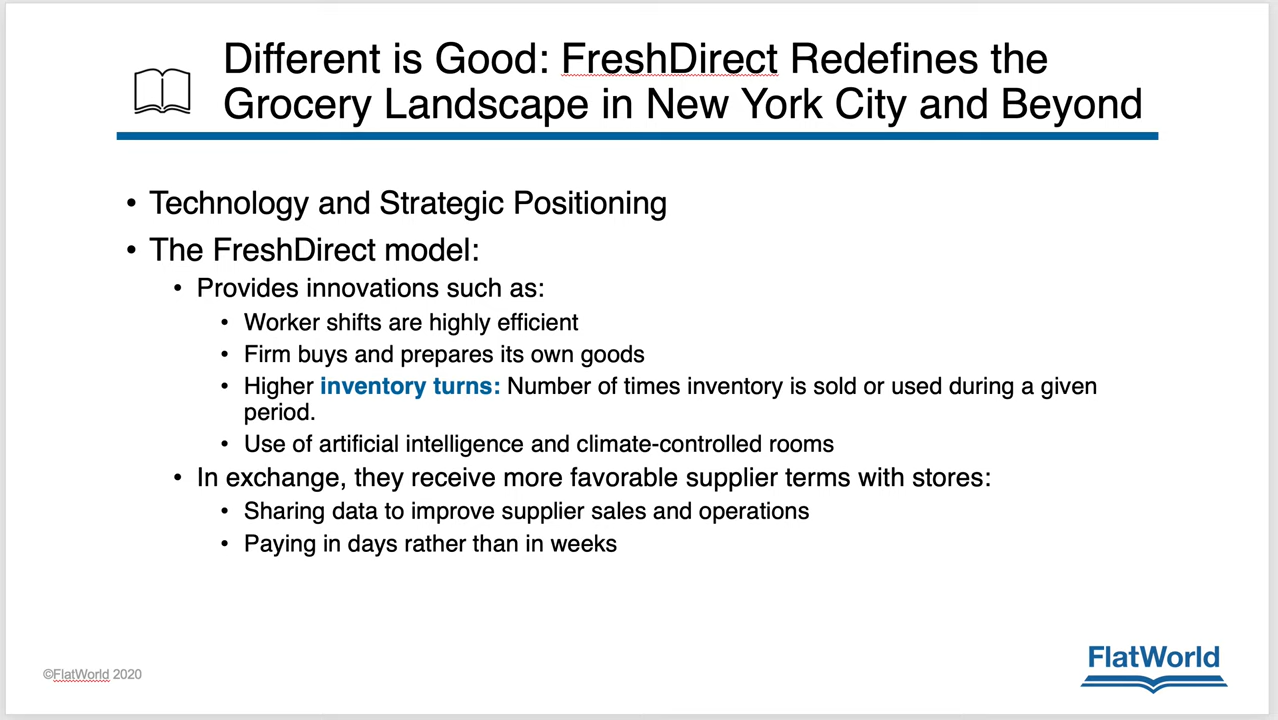 Different is Good: FreshDirect Redefines the
Grocery Landscape in New York City and Beyond
• Technology and Strategic Positioning
• The FreshDirect model:
• Provides innovations such as:
• Worker shifts are highly efficient
• Firm buys and prepares its own goods
• Higher inventory turns: Number of times inventory is sold or used during a given
period.
• Use of artificial intelligence and climate-controlled rooms
• In exchange, they receive more favorable supplier terms with stores:
• Sharing data to improve supplier sales and operations
• Paying in days rather than in weeks
©FlatWorld 2020
FlatWorld